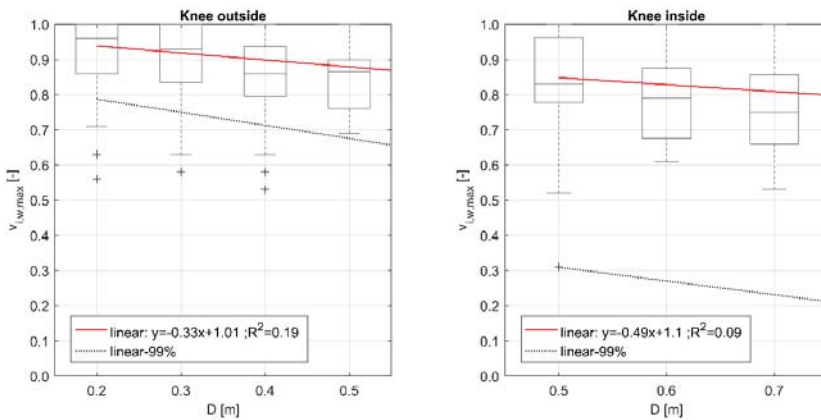 Knee outside
1.0
0.9
0.8
0.7
0.6
0.5
0.4
0.3
0.2
0.1
0.0
v_i,w,max [-]
linear: y=-0.33x+1.01 ;R²=0.19
linear-99%
0.2 0.3 0.4 0.5
D [m]
Knee inside
1.0
0.9
0.8
0.7
0.6
0.5
0.4
0.3
0.2
0.1
0.0
v_i,w,max [-]
linear: y=-0.49x+1.1 ;R²=0.09
linear-99%
0.5 0.6 0.7
D [m]